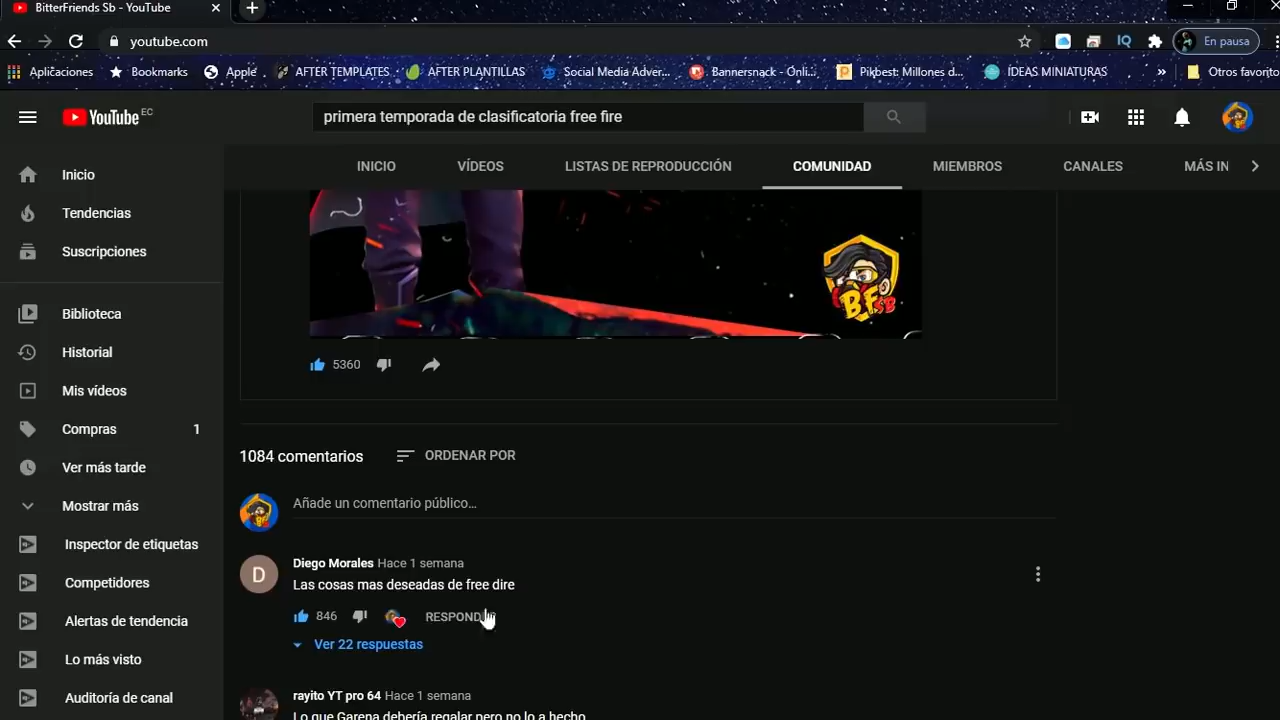 BitterFriends Sb - YouTube
youtube.com
IQ
En pausa
Aplicaciones
Bookmarks
Apple
AFTER TEMPLATES
AFTER PLANTILLAS
Social Media Adver...
Bannersnack - Onli...
Pikbest: Millones d...
IDEAS MINIATURAS
»
Otros favorito
YouTube EC
primera temporada de clasificatoria free fire
INICIO
VÍDEOS
LISTAS DE REPRODUCCIÓN
COMUNIDAD
MIEMBROS
CANALES
MÁS IN
Inicio
Tendencias
Suscripciones
Biblioteca
Historial
Mis vídeos
Compras 1
Ver más tarde
Mostrar más
Inspector de etiquetas
Competidores
Alertas de tendencia
Lo más visto
Auditoría de canal
B.F SB
5360
1084 comentarios
ORDENAR POR
Añade un comentario público...
D
Diego Morales Hace 1 semana
Las cosas mas deseadas de free dire
846
Ver 22 respuestas
rayito YT pro 64 Hace 1 semana
Lo que Garena debería regalar pero no lo a hecho